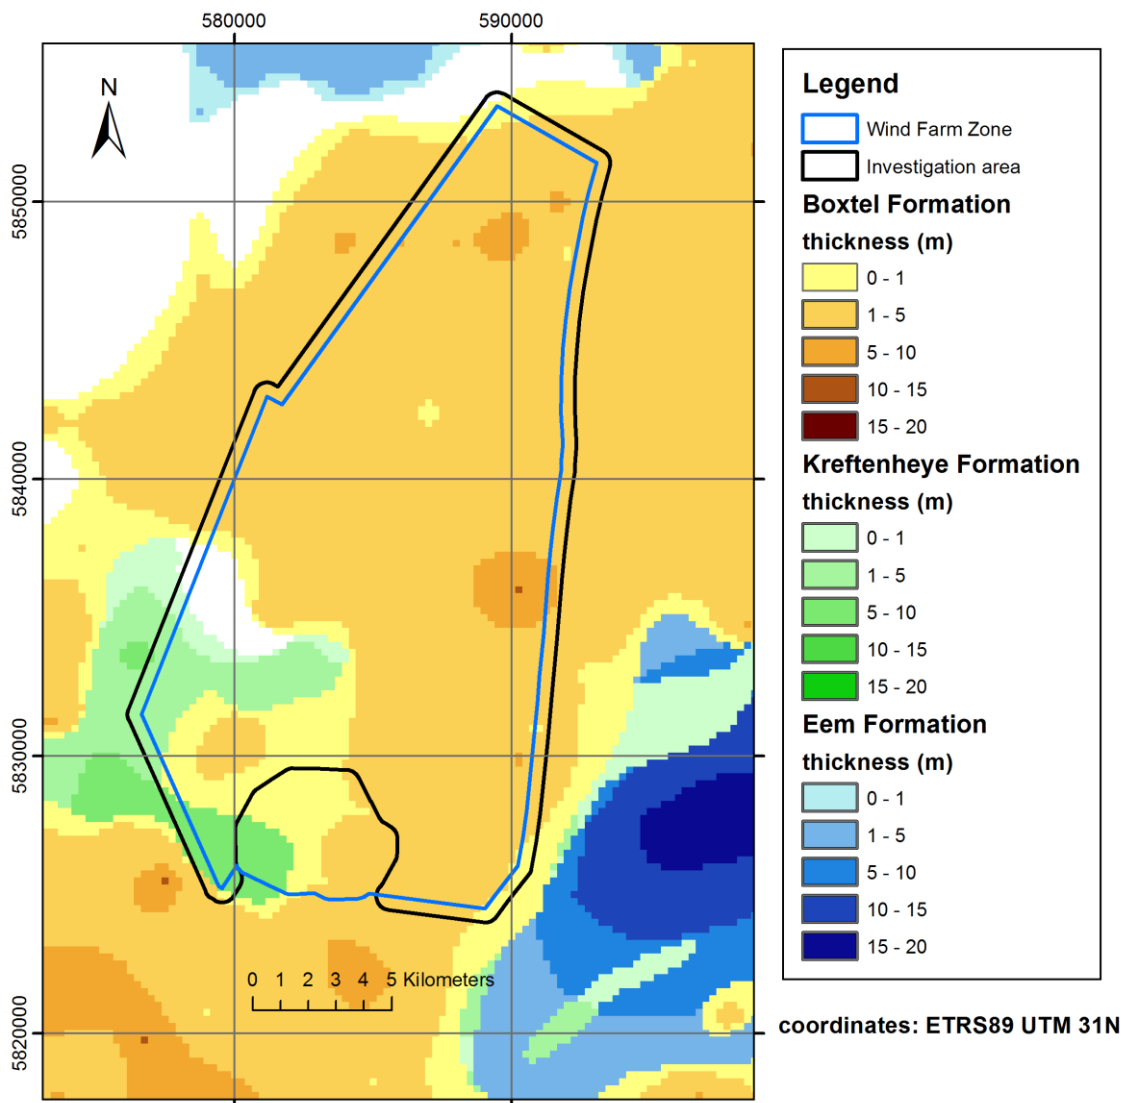 580000
590000
N
5850000
5840000
5830000
5820000
0 1 2 3 4 5 Kilometers
Legend
Wind Farm Zone
Investigation area
Boxtel Formation
thickness (m)
0 - 1
1 - 5
5 - 10
10 - 15
15 - 20
Kreftenheye Formation
thickness (m)
0 - 1
1 - 5
5 - 10
10 - 15
15 - 20
Eem Formation
thickness (m)
0 - 1
1 - 5
5 - 10
10 - 15
15 - 20
coordinates: ETRS89 UTM 31N